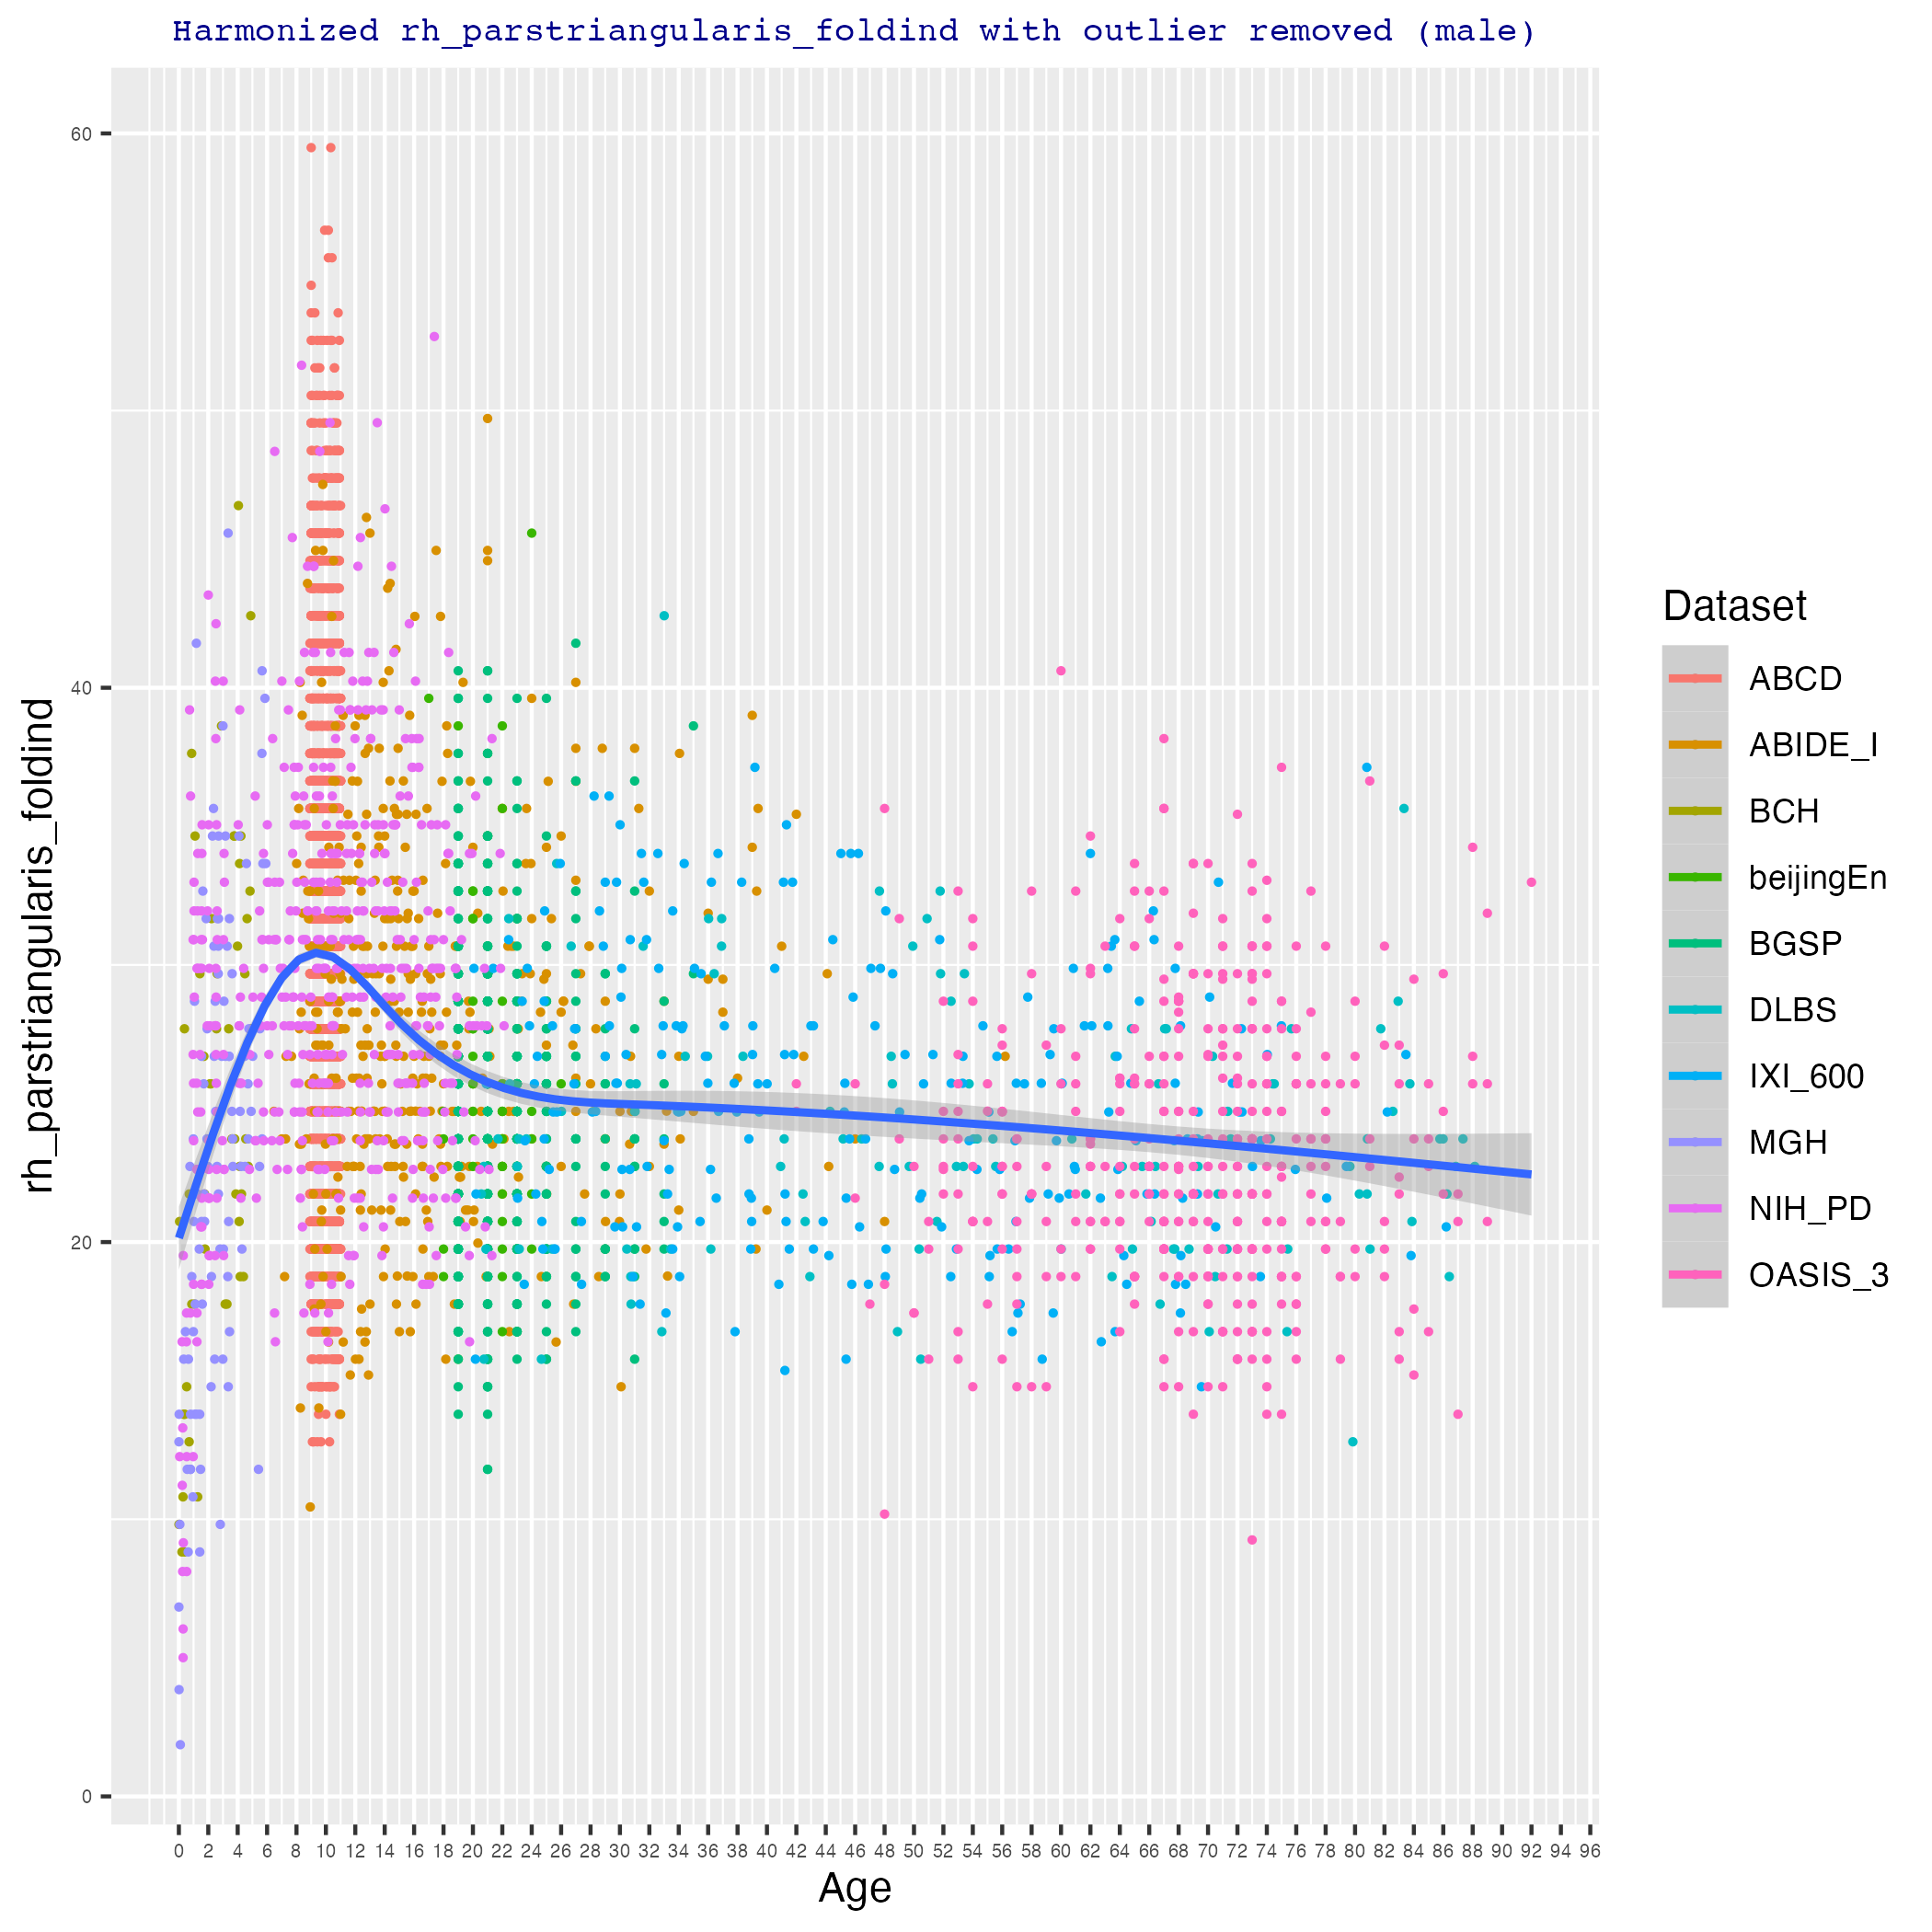 Harmonized rh_parstriangularis_foldind with outlier removed (male)
rh_parstriangularis_foldind
60
40
20
0
0 2 4 6 8 10 12 14 16 18 20 22 24 26 28 30 32 34 36 38 40 42 44 46 48 50 52 54 56 58 60 62 64 66 68 70 72 74 76 78 80 82 84 86 88 90 92 94 96
Age
Dataset
ABCD
ABIDE_I
BCH
beijingEn
BGSP
DLBS
IXI_600
MGH
NIH_PD
OASIS_3